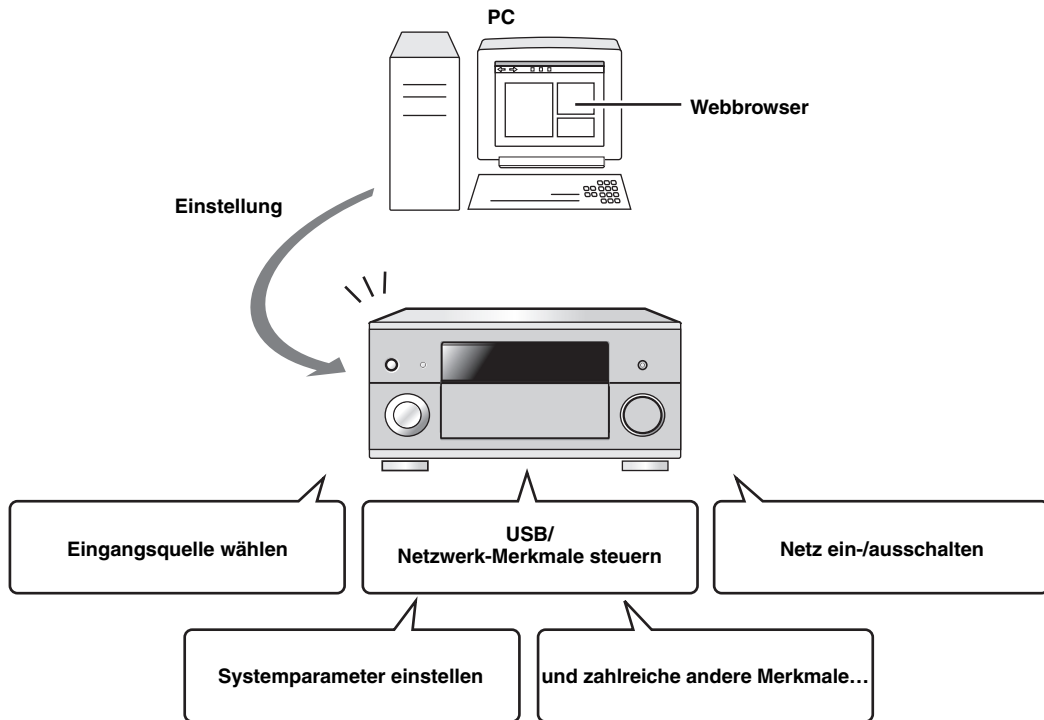 PC
Webbrowser
Einstellung
Eingangsquelle wählen
USB/
Netzwerk-Merkmale steuern
Netz ein-/ausschalten
Systemparameter einstellen
und zahlreiche andere Merkmale…